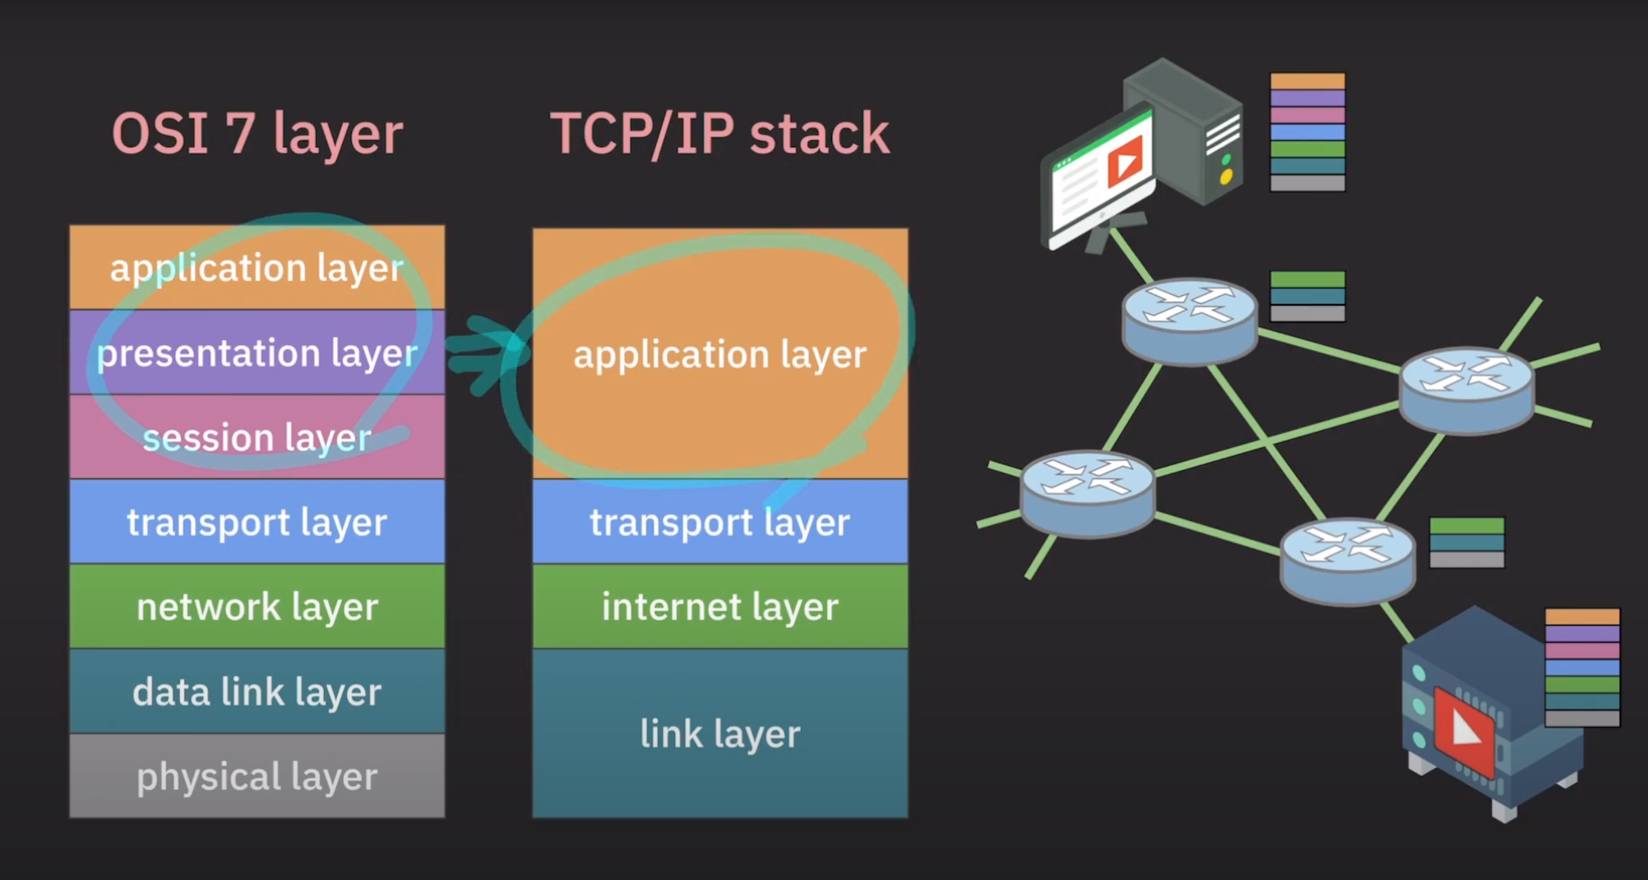 OSI 7 layer
application layer
presentation layer
session layer
transport layer
network layer
data link layer
physical layer
TCP/IP stack
application layer
transport layer
internet layer
link layer